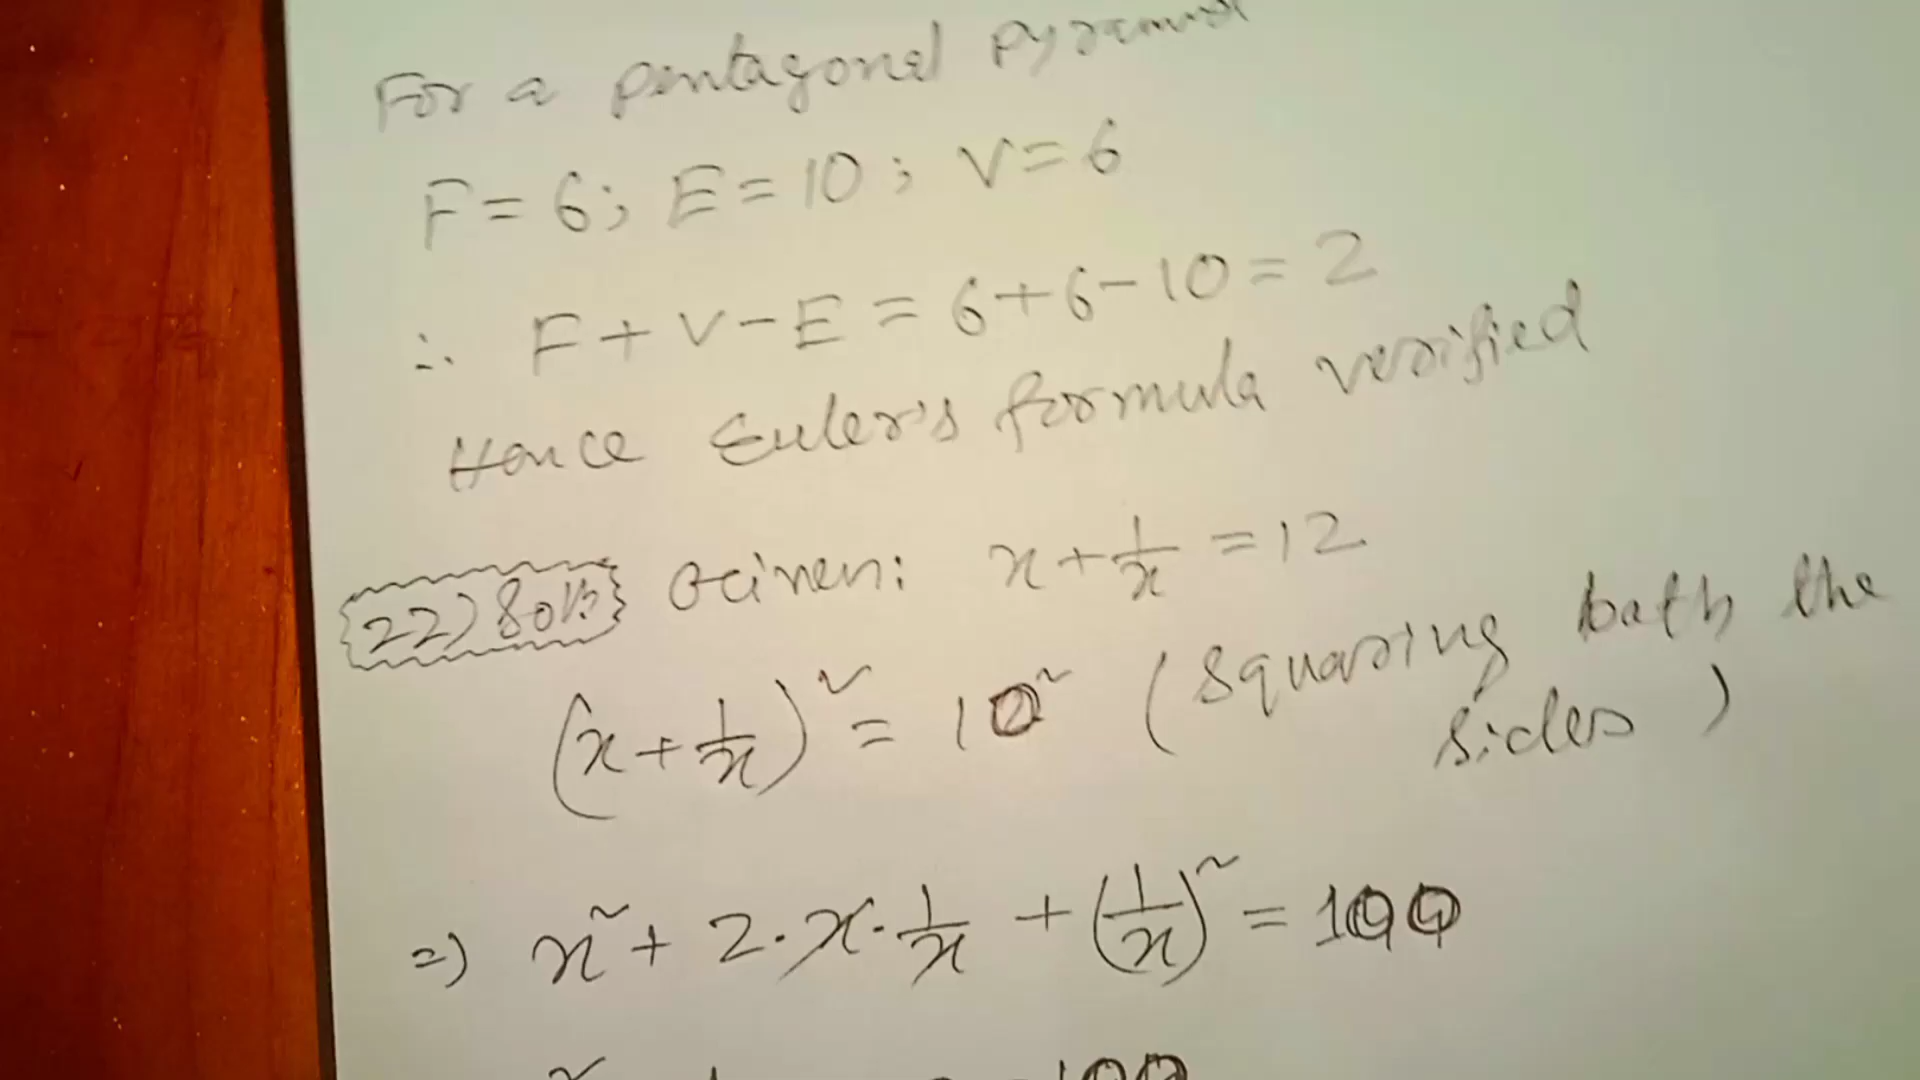 For a pentagonal pyramid
F = 6; E = 10; V = 6
∴ F + V - E = 6 + 6 - 10 = 2
Hence Euler's formula verified
22) Soln Given: x + 1/x = 12
(x + 1/x)² = 10² (Squaring both the
sides)
=) x² + 2 · x · 1/x + (1/x)² = 100